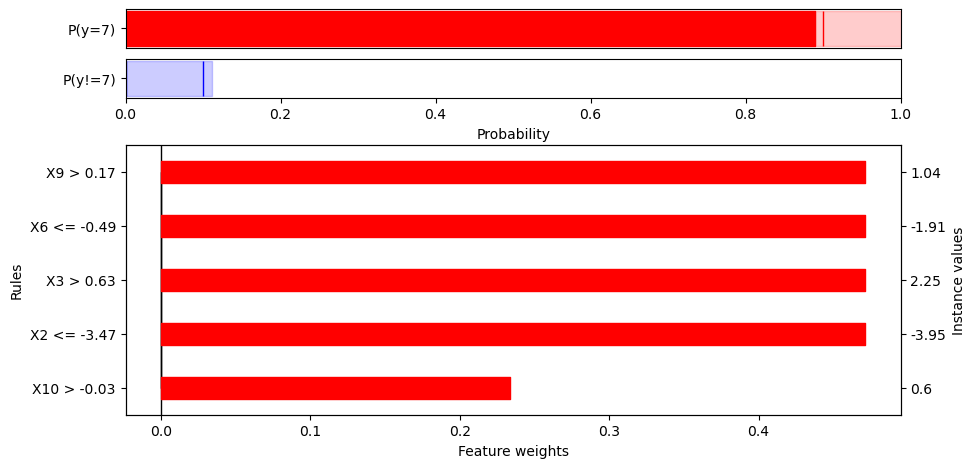 P(y=7)
P(y!=7)
0.0 0.2 0.4 0.6 0.8 1.0
Probability
X9 > 0.17 1.04
X6 <= -0.49 -1.91
X3 > 0.63 2.25
X2 <= -3.47 -3.95
X10 > -0.03 0.6
Rules
Instance values
0.0 0.1 0.2 0.3 0.4
Feature weights